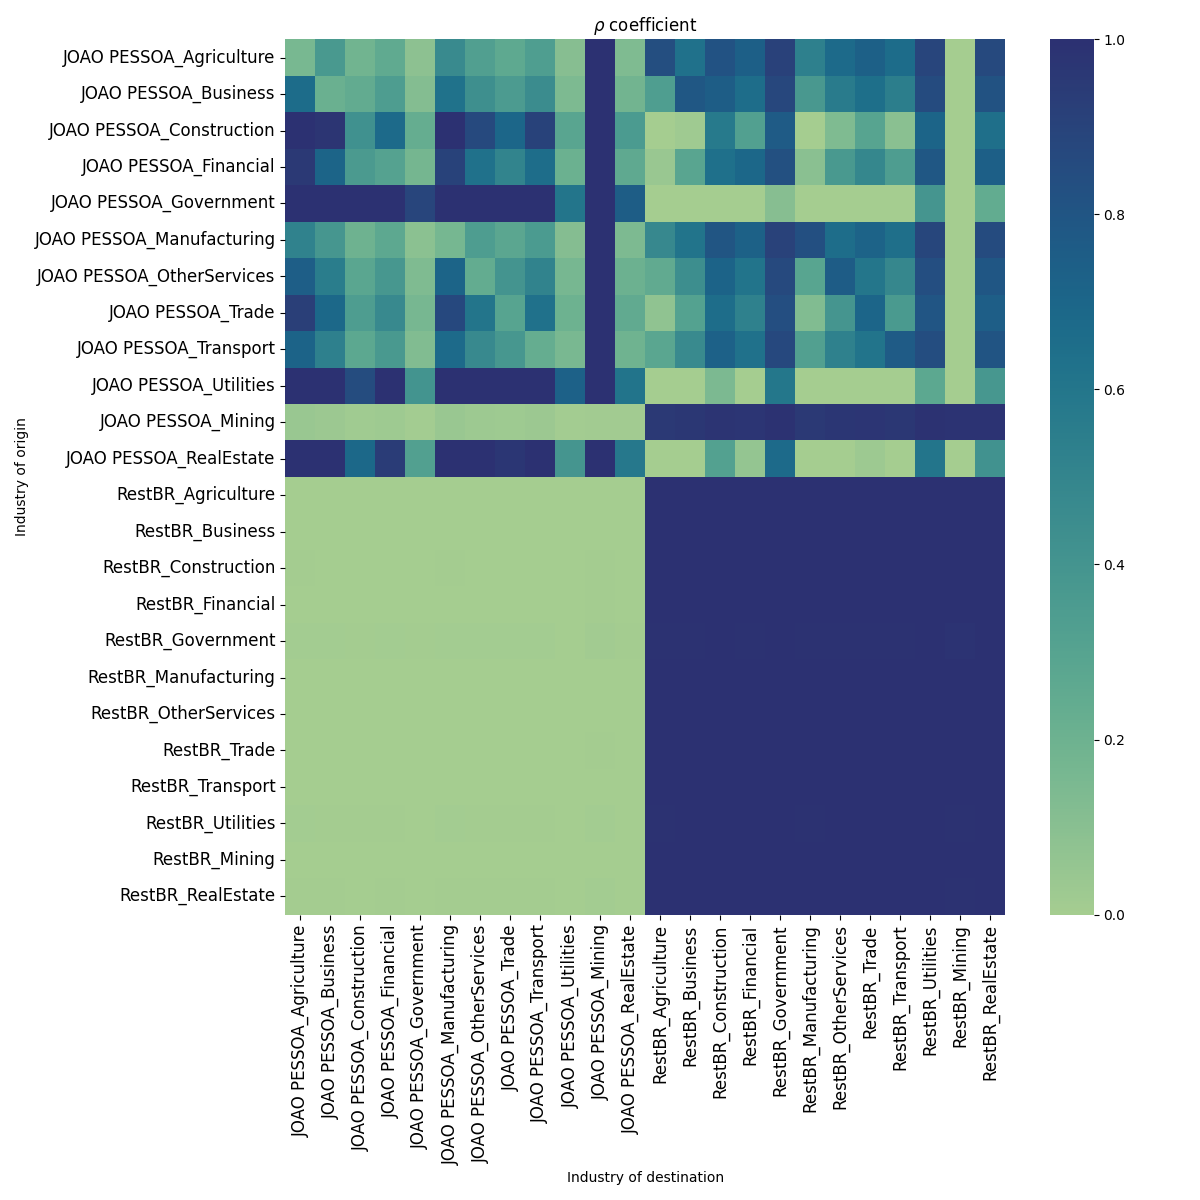 ρ coefficient
JOAO PESSOA_Agriculture
JOAO PESSOA_Business
JOAO PESSOA_Construction
JOAO PESSOA_Financial
JOAO PESSOA_Government
JOAO PESSOA_Manufacturing
JOAO PESSOA_OtherServices
JOAO PESSOA_Trade
JOAO PESSOA_Transport
JOAO PESSOA_Utilities
JOAO PESSOA_Mining
JOAO PESSOA_RealEstate
RestBR_Agriculture
RestBR_Business
RestBR_Construction
RestBR_Financial
RestBR_Government
RestBR_Manufacturing
RestBR_OtherServices
RestBR_Trade
RestBR_Transport
RestBR_Utilities
RestBR_Mining
RestBR_RealEstate
Industry of origin
JOAO PESSOA_Agriculture
JOAO PESSOA_Business
JOAO PESSOA_Construction
JOAO PESSOA_Financial
JOAO PESSOA_Government
JOAO PESSOA_Manufacturing
JOAO PESSOA_OtherServices
JOAO PESSOA_Trade
JOAO PESSOA_Transport
JOAO PESSOA_Utilities
JOAO PESSOA_Mining
JOAO PESSOA_RealEstate
RestBR_Agriculture
RestBR_Business
RestBR_Construction
RestBR_Financial
RestBR_Government
RestBR_Manufacturing
RestBR_OtherServices
RestBR_Trade
RestBR_Transport
RestBR_Utilities
RestBR_Mining
RestBR_RealEstate
Industry of destination
1.0
0.8
0.6
0.4
0.2
0.0